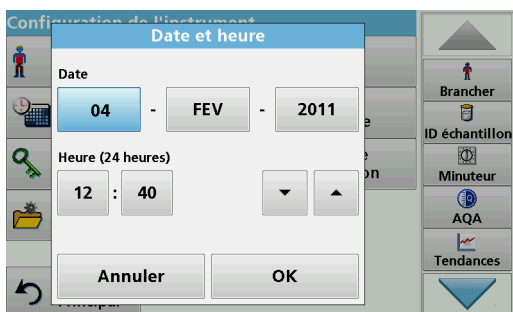 Configuration de l'instrument
Date et heure
Date
04 - FEV - 2011
Heure (24 heures)
12 : 40
Annuler
OK
Principal
Brancher
ID échantillon
Minuteur
AQA
Tendances